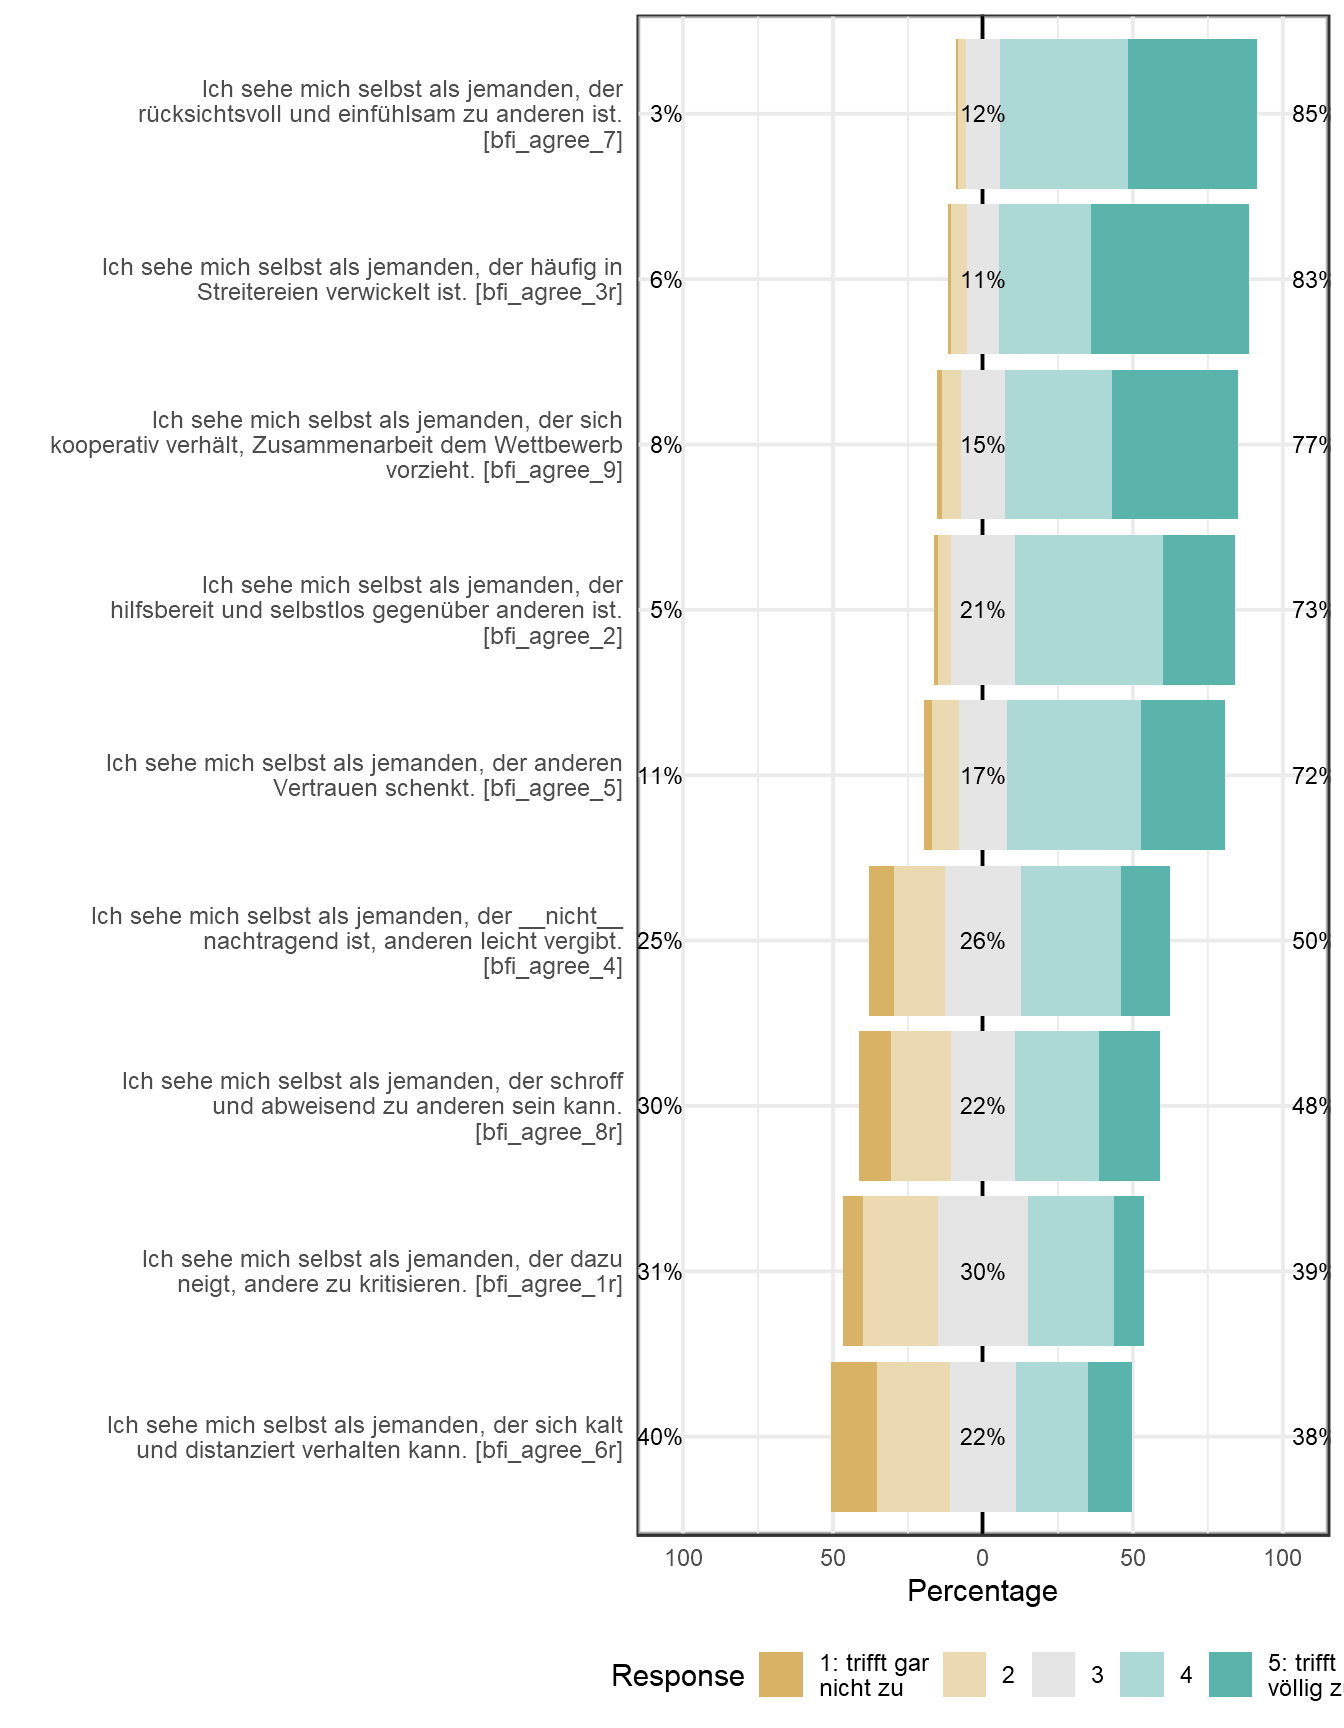 Ich sehe mich selbst als jemanden, der
rücksichtsvoll und einfühlsam zu anderen ist.
[bfi_agree_7]
3%
12%
85%
Ich sehe mich selbst als jemanden, der häufig in
Streitereien verwickelt ist. [bfi_agree_3r]
6%
11%
83%
Ich sehe mich selbst als jemanden, der sich
kooperativ verhält, Zusammenarbeit dem Wettbewerb
vorzieht. [bfi_agree_9]
8%
15%
77%
Ich sehe mich selbst als jemanden, der
hilfsbereit und selbstlos gegenüber anderen ist.
[bfi_agree_2]
5%
21%
73%
Ich sehe mich selbst als jemanden, der anderen
Vertrauen schenkt. [bfi_agree_5]
11%
17%
72%
Ich sehe mich selbst als jemanden, der __nicht__
nachtragend ist, anderen leicht vergibt.
[bfi_agree_4]
25%
26%
50%
Ich sehe mich selbst als jemanden, der schroff
und abweisend zu anderen sein kann.
[bfi_agree_8r]
30%
22%
48%
Ich sehe mich selbst als jemanden, der dazu
neigt, andere zu kritisieren. [bfi_agree_1r]
31%
30%
39%
Ich sehe mich selbst als jemanden, der sich kalt
und distanziert verhalten kann. [bfi_agree_6r]
40%
22%
38%
100 50 0 50 100
Percentage
Response
1: trifft gar
nicht zu
2
3
4
5: trifft
völlig z